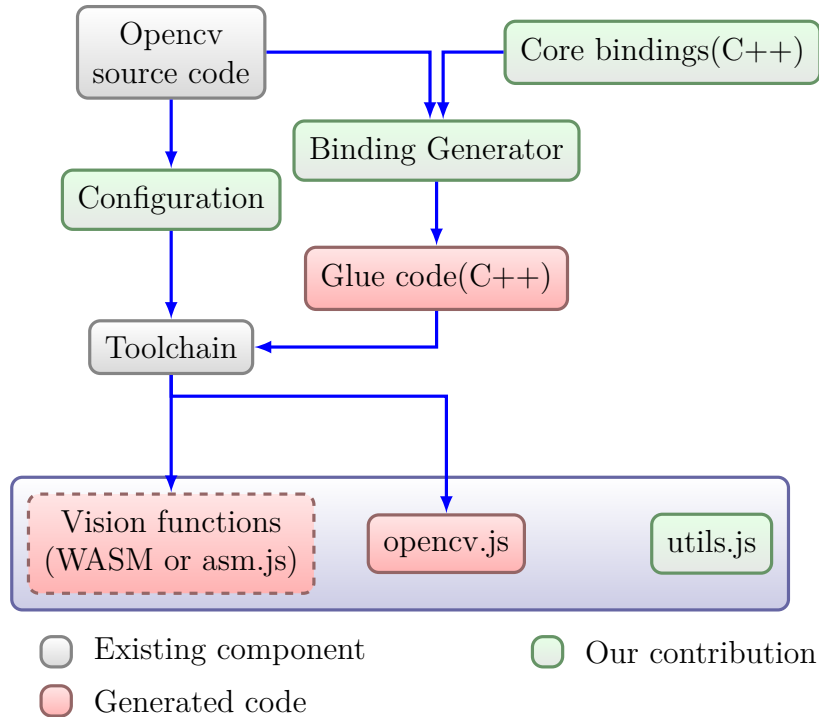 Opencv
source code
Core bindings(C++)
Binding Generator
Configuration
Glue code(C++)
Toolchain
Vision functions
(WASM or asm.js)
opencv.js
utils.js
Existing component
Our contribution
Generated code